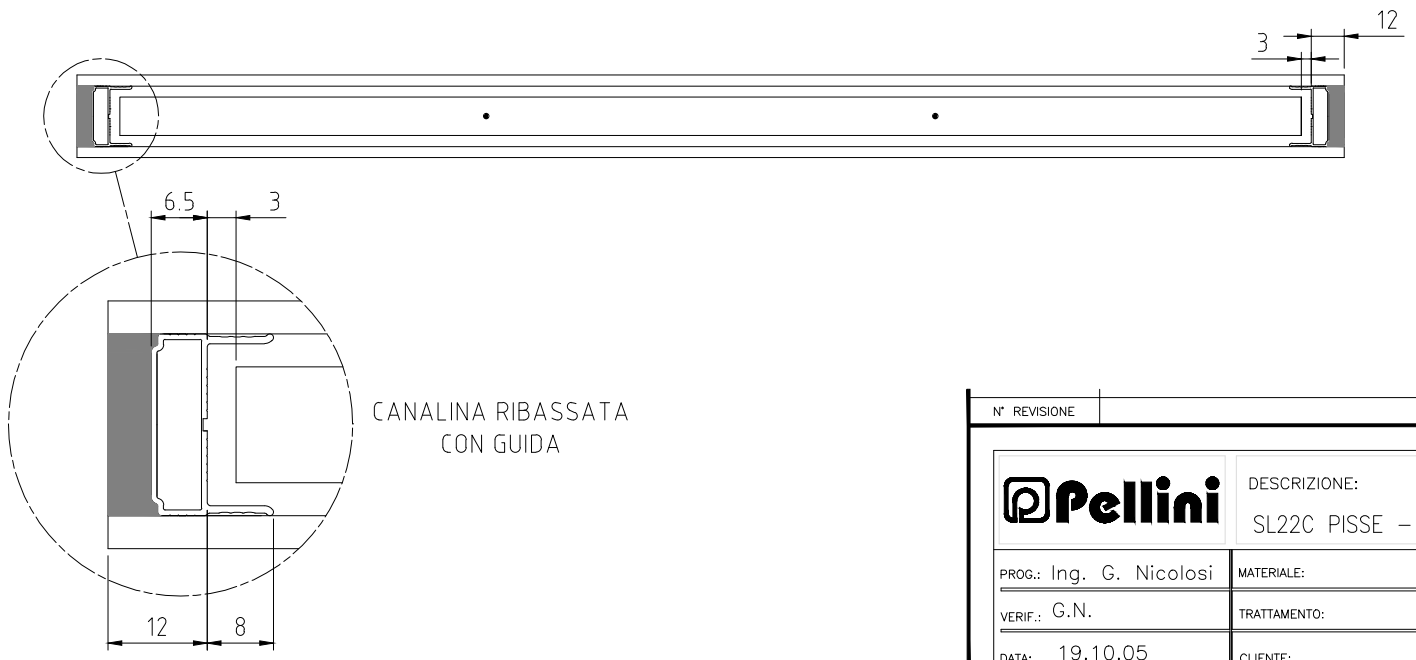 12
3
6.5
3
CANALINA RIBASSATA
CON GUIDA
12
8
N° REVISIONE
Pellini
DESCRIZIONE:
SL22C PISSE –
PROG.: Ing. G. Nicolosi
MATERIALE:
VERIF.: G.N.
TRATTAMENTO:
DATA: 19.10.05
CLIENTE: